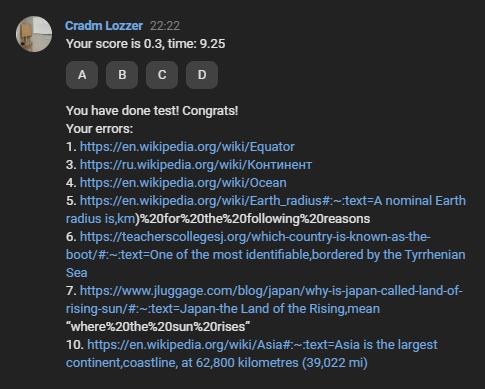 Cradm Lozzer 22:22
Your score is 0.3, time: 9.25
A B C D
You have done test! Congrats!
Your errors:
1. https://en.wikipedia.org/wiki/Equator
3. https://ru.wikipedia.org/wiki/Континент
4. https://en.wikipedia.org/wiki/Ocean
5. https://en.wikipedia.org/wiki/Earth_radius#:~:text=A nominal Earth
radius is,km)%20for%20the%20following%20reasons
6. https://teacherscollegesj.org/which-country-is-known-as-the-
boot/#:~:text=One of the most identifiable,bordered by the Tyrrhenian
Sea
7. https://www.jluggage.com/blog/japan/why-is-japan-called-land-of-
rising-sun/#:~:text=Japan-the Land of the Rising,mean
“where%20the%20sun%20rises”
10. https://en.wikipedia.org/wiki/Asia#:~:text=Asia is the largest
continent,coastline, at 62,800 kilometres (39,022 mi)